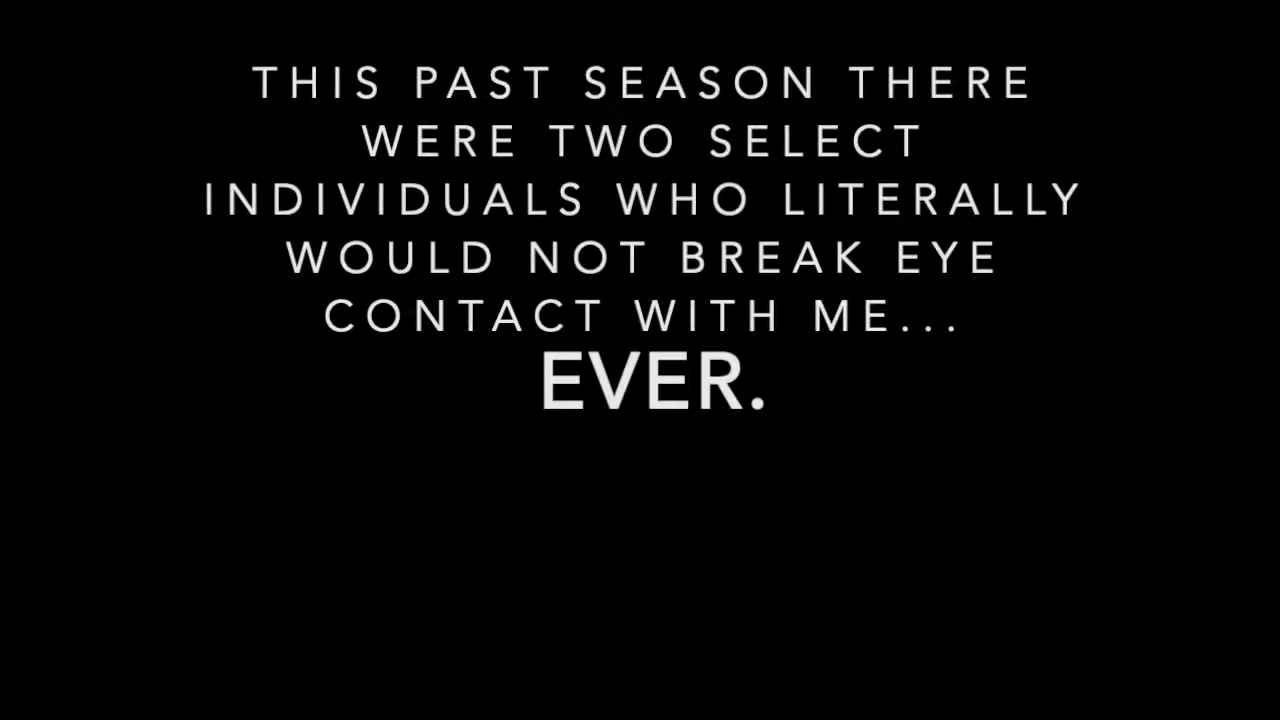 THIS PAST SEASON THERE
WERE TWO SELECT
INDIVIDUALS WHO LITERALLY
WOULD NOT BREAK EYE
CONTACT WITH ME...
EVER.